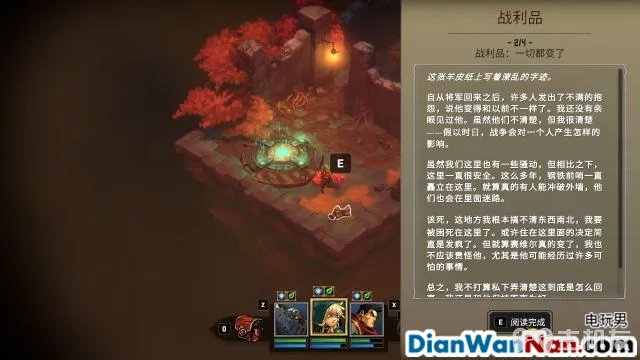 战利品
- 2/4 -
战利品：一切都变了
这张羊皮纸上写着潦乱的字迹。
自从将军回来之后，许多人发出了不满的抱
怨，说他变得和以前不一样了。我还没有亲
眼见过他。虽然他们不清楚，但我很清楚
——假以时日，战争会对一个人产生怎样的
影响。
虽然我们这里也有一些骚动，但相比之下，
这里一直很安全。这么多年，钢铁前哨一直
矗立在这里。就算真的有人能冲破外墙，他
们也会在里面迷路。
该死，这地方我根本搞不清东西南北，我要
被困死在这里了。或许住在这里面的决定简
直是发疯了。但就算赛维尔真的变了，我也
不应该责怪他，尤其是他可能经历过许多可
怕的事情。
总之，我不打算私下弄清楚这到底是怎么回
E
Z
X
0
E 阅读完成
电玩男
DianWanNan.com